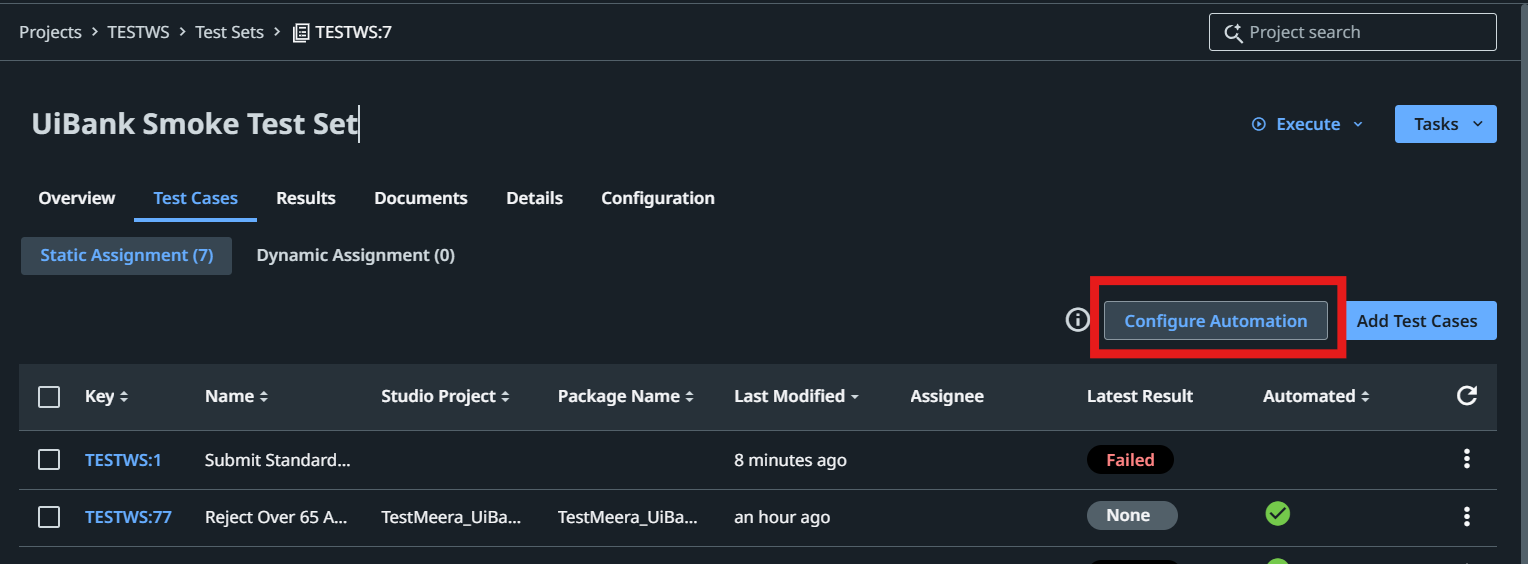 Projects > TESTWS > Test Sets > TESTWS:7
Project search
UiBank Smoke Test Set
Execute
Tasks
Overview Test Cases Results Documents Details Configuration
Static Assignment (7) Dynamic Assignment (0)
Configure Automation
Add Test Cases
Key Name Studio Project Package Name Last Modified Assignee Latest Result Automated
TESTWS:1 Submit Standard... 8 minutes ago Failed
TESTWS:77 Reject Over 65 A... TestMeera_UiBa... TestMeera_UiBa... an hour ago None